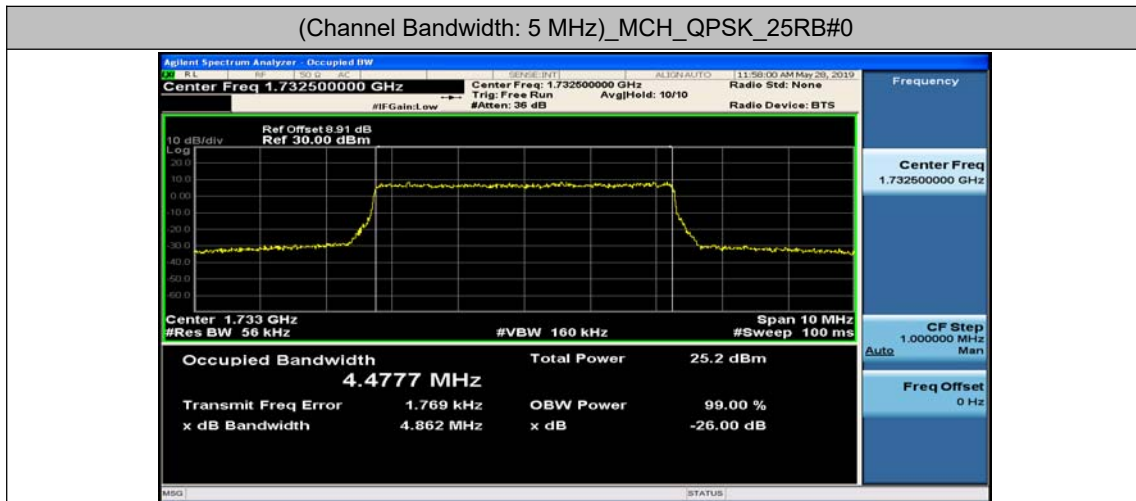 (Channel Bandwidth: 5 MHz)_MCH_QPSK_25RB#0
Agilent Spectrum Analyzer - Occupied BW
RL RF 50 Ω AC SENSE:INT ALIGN AUTO 11:58:00 AM May 28, 2019
Center Freq 1.732500000 GHz Center Freq: 1.732500000 GHz Radio Std: None Frequency
Trig: Free Run Avg|Hold: 10/10
#IFGain:Low #Atten: 36 dB Radio Device: BTS
Ref Offset 8.91 dB
10 dB/div Ref 30.00 dBm
Log
20.0
10.0
0.00
-10.0
-20.0
-30.0
-40.0
-50.0
-60.0
Center Freq
1.732500000 GHz
Center 1.733 GHz Span 10 MHz
#Res BW 56 kHz #VBW 160 kHz #Sweep 100 ms
CF Step
1.000000 MHz
Auto Man
Occupied Bandwidth Total Power 25.2 dBm
4.4777 MHz
Freq Offset
0 Hz
Transmit Freq Error 1.769 kHz OBW Power 99.00 %
x dB Bandwidth 4.862 MHz x dB -26.00 dB
MSG STATUS